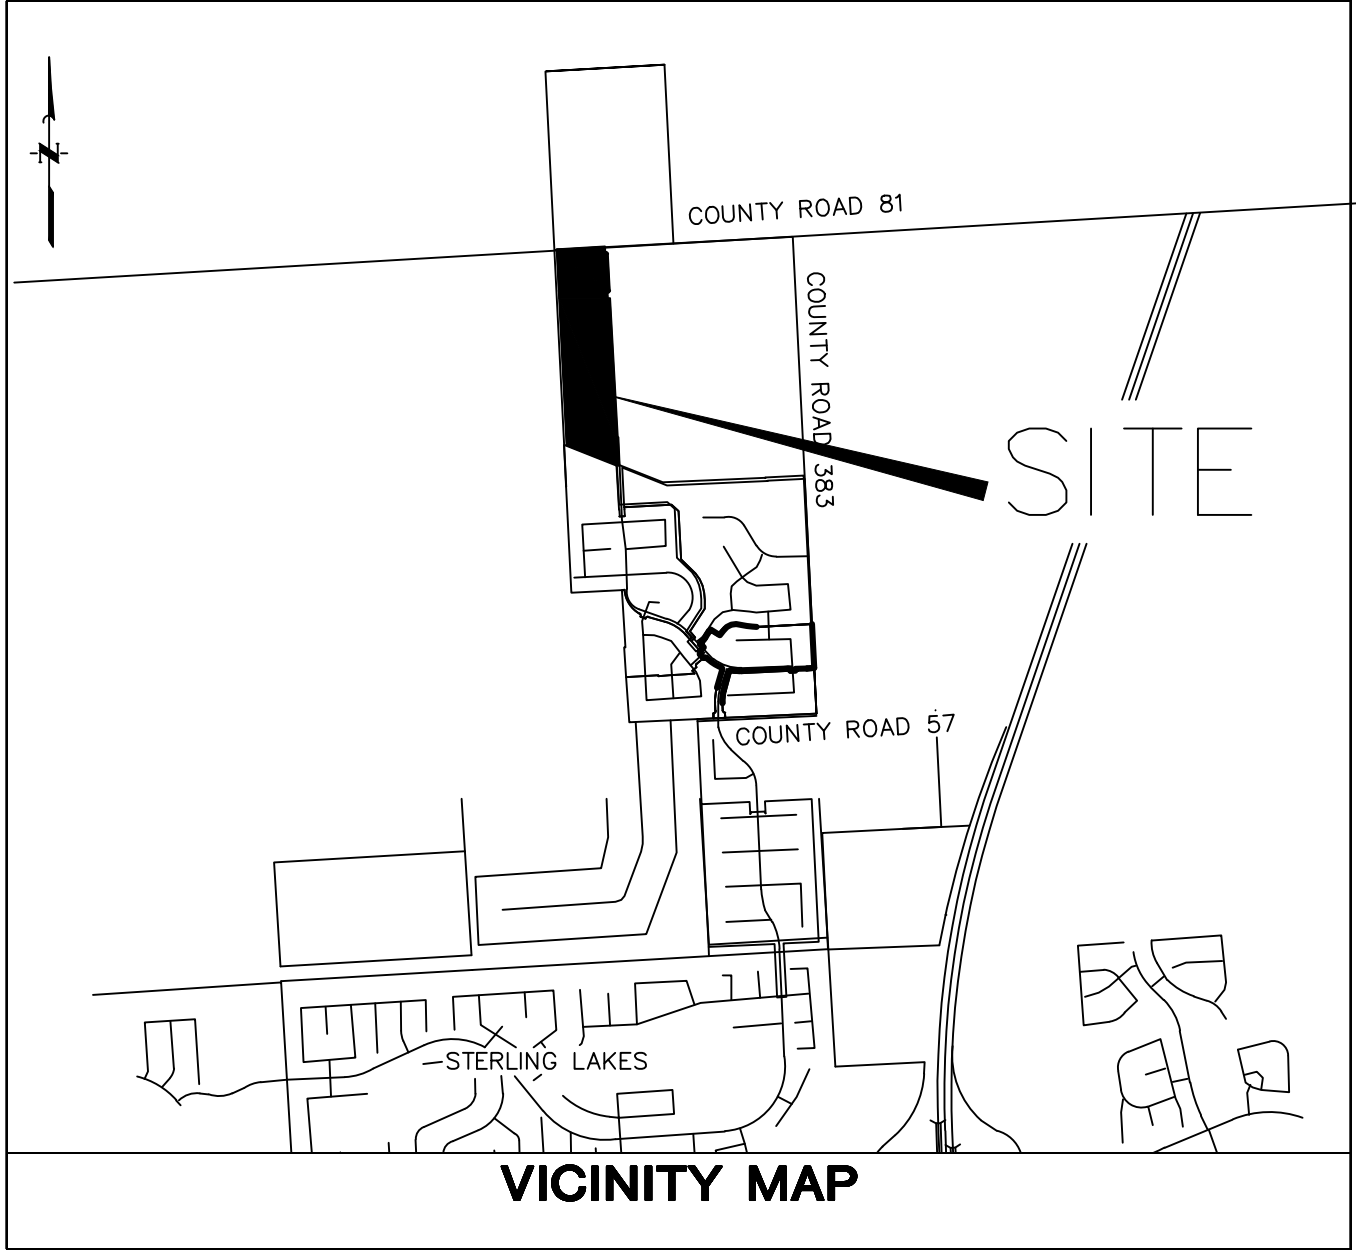 N
COUNTY ROAD 81
COUNTY ROAD 383
SITE
COUNTY ROAD 57
STERLING LAKES
VICINITY MAP